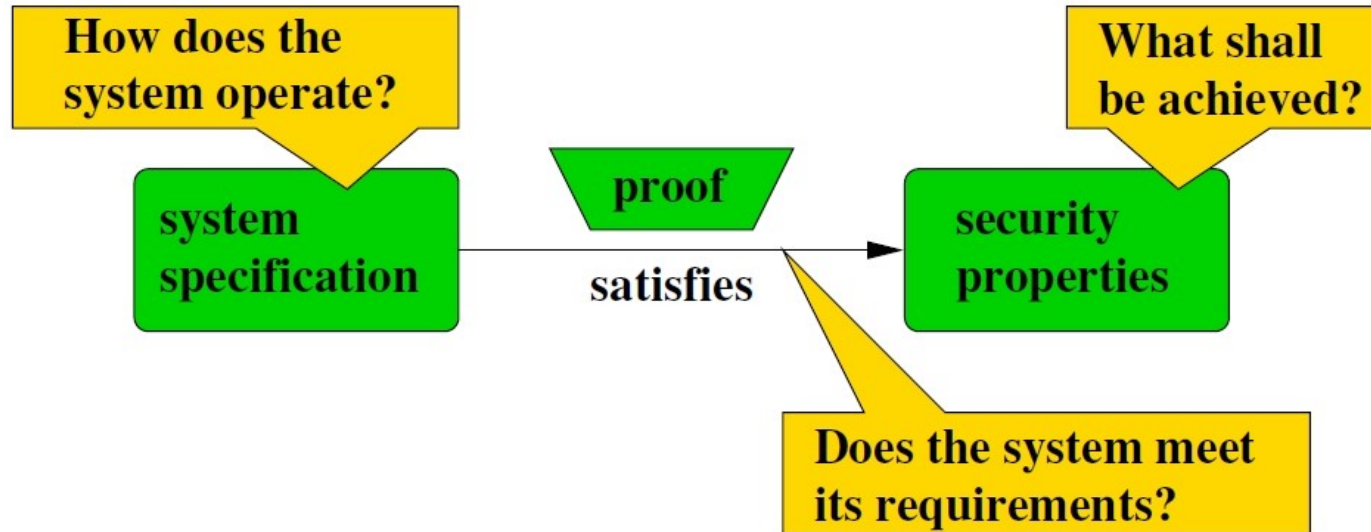 How does the
system operate?
What shall
be achieved?
system
specification
proof
satisfies
security
properties
Does the system meet
its requirements?